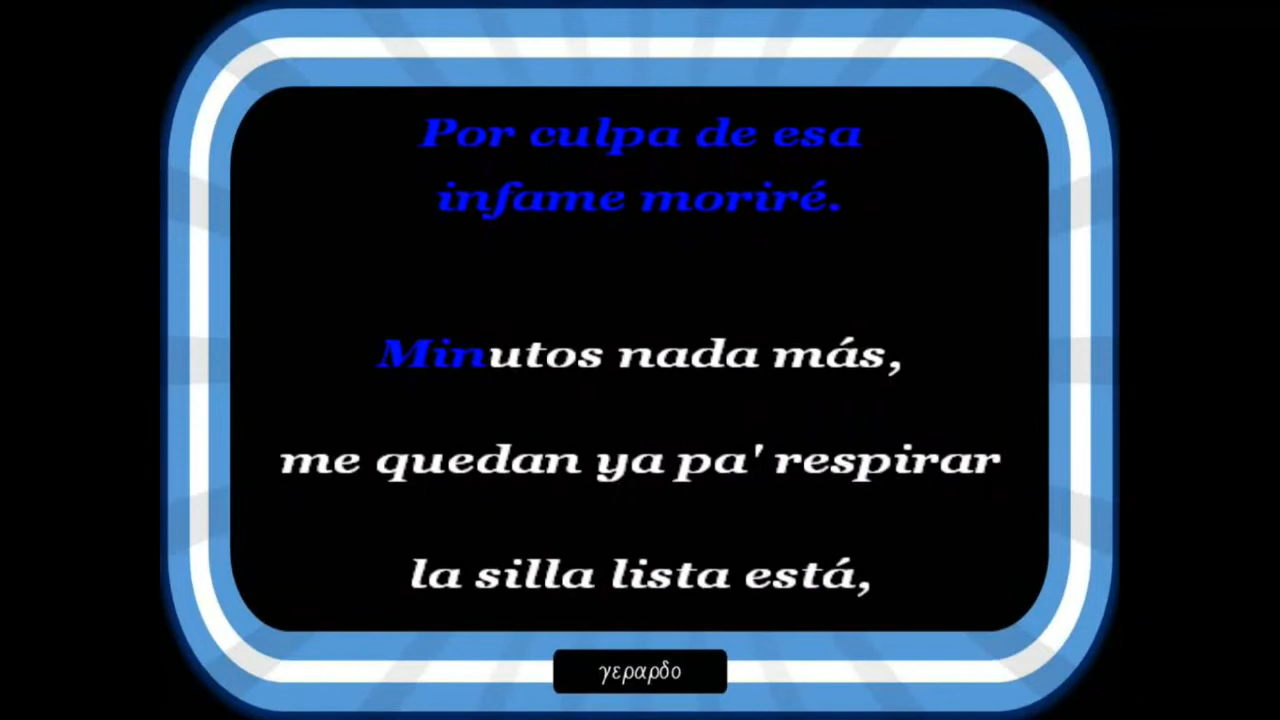 Por culpa de esa
infame moriré.
Minutos nada más,
me quedan ya pa' respirar
la silla lista está,
γεραρδο